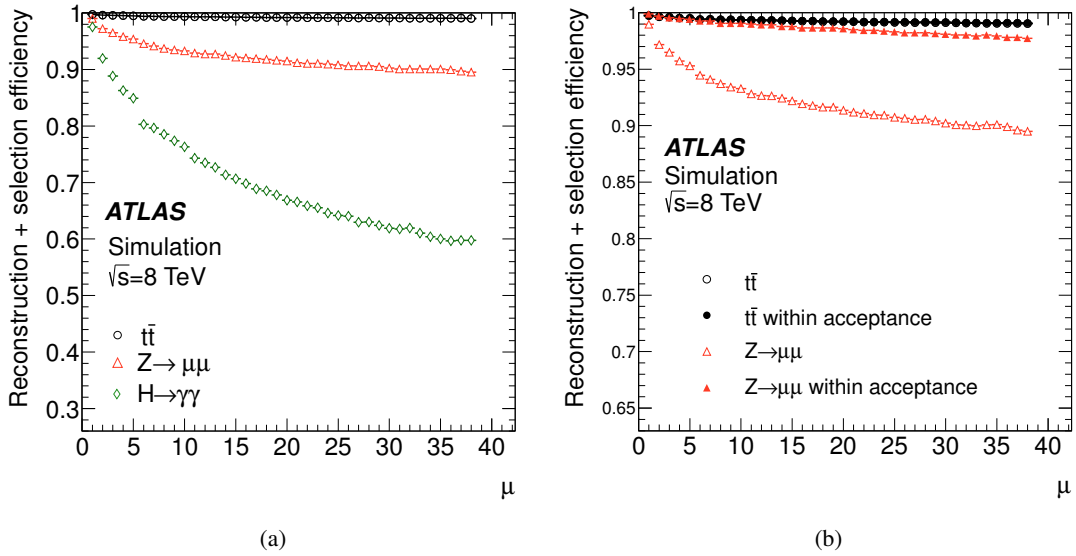 (a)
Reconstruction + selection efficiency
1
0.9
0.8
0.7
0.6
0.5
0.4
0.3
ATLAS
Simulation
√s=8 TeV
tt̄
Z→ μμ
H→γγ
0 5 10 15 20 25 30 35 40
μ
(a)
(b)
Reconstruction + selection efficiency
1
0.95
0.9
0.85
0.8
0.75
0.7
0.65
ATLAS
Simulation
√s=8 TeV
tt̄
tt̄ within acceptance
Z→μμ
Z→μμ within acceptance
0 5 10 15 20 25 30 35 40
μ
(b)